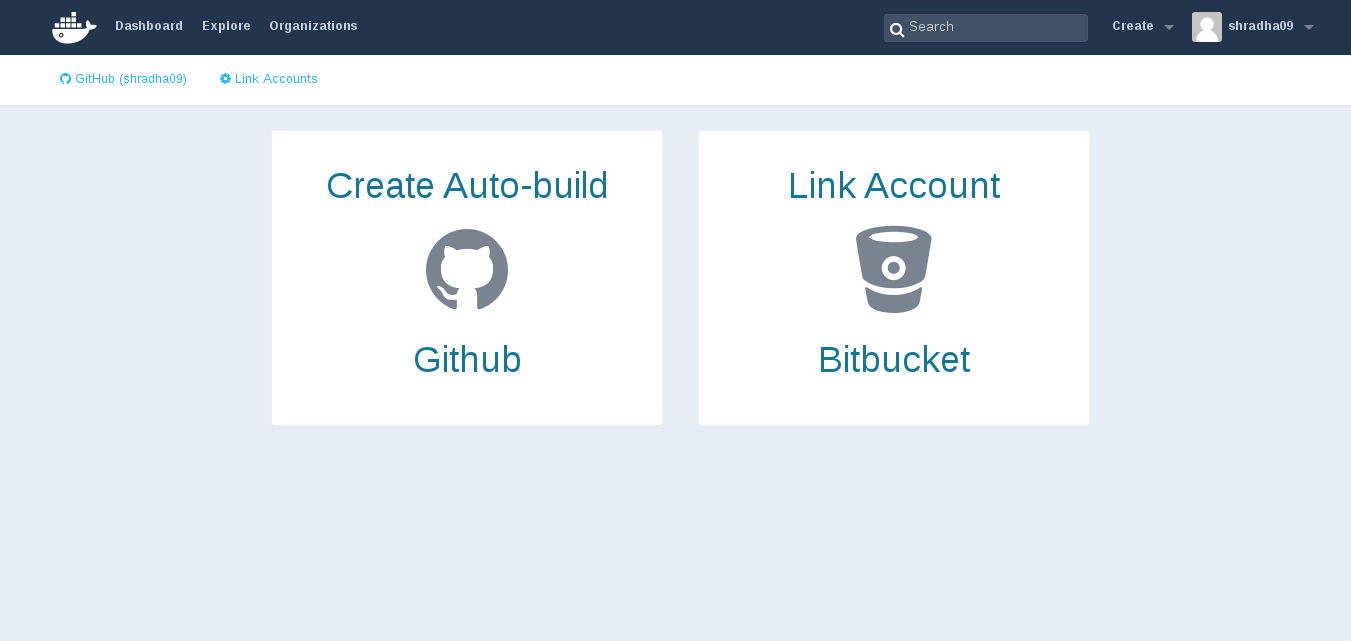 Dashboard Explore Organizations Search Create shradha09
GitHub (shradha09) Link Accounts
Create Auto-build
Github
Link Account
Bitbucket